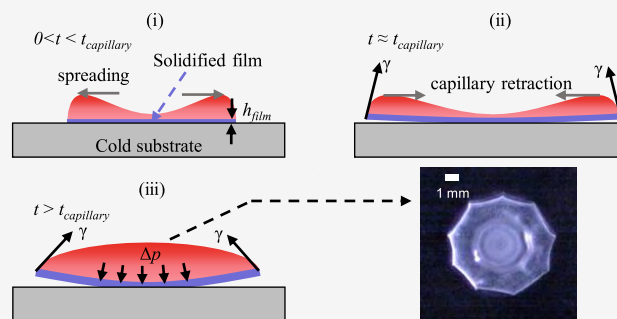 (i)
0<t < t_capillary
spreading
Solidified film
h_film
Cold substrate
(ii)
t ≈ t_capillary
γ
γ
capillary retraction
(iii)
t > t_capillary
γ
γ
Δp
1 mm